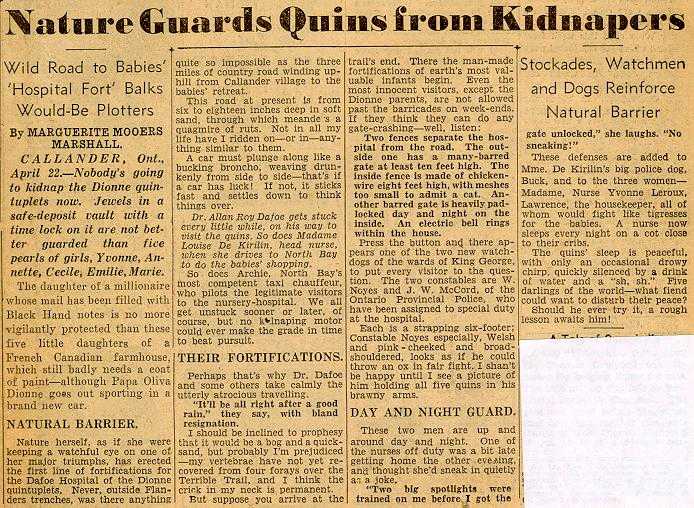 Nature Guards Quins from Kidnapers
Wild Road to Babies'
'Hospital Fort' Balks
Would-Be Plotters
By MARGUERITE MOOERS
MARSHALL.
CALLANDER, Ont.,
April 22.—Nobody's going
to kidnap the Dionne quin-
tuplets now. Jewels in a
safe-deposit vault with a
time lock on it are not bet-
ter guarded than five
pearls of girls, Yvonne, An-
nette, Cecile, Emilie, Marie.
The daughter of a millionaire
whose mail has been filled with
Black Hand notes is no more
vigilantly protected than these
five little daughters of a
French Canadian farmhouse,
which still badly needs a coat
of paint—although Papa Oliva
Dionne goes out sporting in a
brand new car.
NATURAL BARRIER.
Nature herself, as if she were
keeping a watchful eye on one of
her major triumphs, has erected
the first line of fortifications for
the Dafoe Hospital of the Dionne
quintuplets. Never, outside Flan-
ders trenches, was there anything
quite so impossible as the three
miles of country road winding up-
hill from Callander village to the
babies' retreat.
This road at present is from
six to eighteen inches deep in soft
sand, through which meanders a
quagmire of ruts. Not in all my
life have I ridden on—or in—any-
thing similar to them.
A car must plunge along like a
bucking broncho, weaving drunk-
enly from side to side—that's if
a car has luck! If not, it sticks
fast and settles down to think
things over.
Dr. Allan Roy Dafoe gets stuck
every little while, on his way to
visit the quins. So does Madame
Louise De Kirilin, head nurse,
when she drives to North Bay
to do the babies' shopping.
So does Archie, North Bay's
most competent taxi chauffeur,
who pilots the legitimate visitors
to the nursery-hospital. We all
get unstuck sooner or later, of
course, but no kidnaping motor
could ever make the grade in time
to beat pursuit.
THEIR FORTIFICATIONS.
Perhaps that's why Dr. Dafoe
and some others take calmly the
utterly atrocious travelling.
"It'll be all right after a good
rain," they say, with bland
resignation.
I should be inclined to prophesy
that it would be a bog and a quick-
sand, but probably I'm prejudiced
—my vertebrae have not yet re-
covered from four forays over the
Terrible Trail, and I think the
crick in my neck is permanent.
But suppose you arrive at the
trail's end. There the man-made
fortifications of earth's most val-
uable infants begin. Even the
most innocent visitors, except the
Dionne parents, are not allowed
past the barricades on week-ends.
If they think they can do any
gate-crashing—well, listen:
Two fences separate the hos-
pital from the road. The out-
side one has a many-barred
gate at least ten feet high. The
inside fence is made of chicken-
wire eight feet high, with meshes
too small to admit a cat. An-
other barred gate is heavily pad-
locked day and night on the
inside. An electric bell rings
within the house.
Press the button and there ap-
pears one of the two new watch-
dogs of the wards of King George,
to put every visitor to the ques-
tion. The two constables are W.
Noyes and J. W. McCord, of the
Ontario Provincial Police, who
have been assigned to special duty
at the hospital.
Each is a strapping six-footer;
Constable Noyes especially, Welsh
and pink-cheeked and broad-
shouldered, looks as if he could
throw an ox in fair fight. I shan't
be happy until I see a picture of
him holding all five quins in his
brawny arms.
DAY AND NIGHT GUARD.
These two men are up and
around day and night. One of
the nurses off duty was a bit late
getting home the other evening,
and thought she'd sneak in quietly
as a joke.
"Two big spotlights were
trained on me before I got the
Stockades, Watchmen
and Dogs Reinforce
Natural Barrier
gate unlocked," she laughs. "No
sneaking!"
These defenses are added to
Mme. De Kirilin's big police dog,
Buck, and to the three women—
Madame, Nurse Yvonne Leroux,
Lawrence, the housekeeper, all of
whom would fight like tigresses
for the babies. A nurse now
sleeps every night on a cot close
to their cribs.
The quins' sleep is peaceful,
with only an occasional drowy
chirp, quickly silenced by a drink
of water and a "sh, sh." Five
darlings of the world—what fiend
could want to disturb their peace?
Should he ever try it, a rough
lesson awaits him!